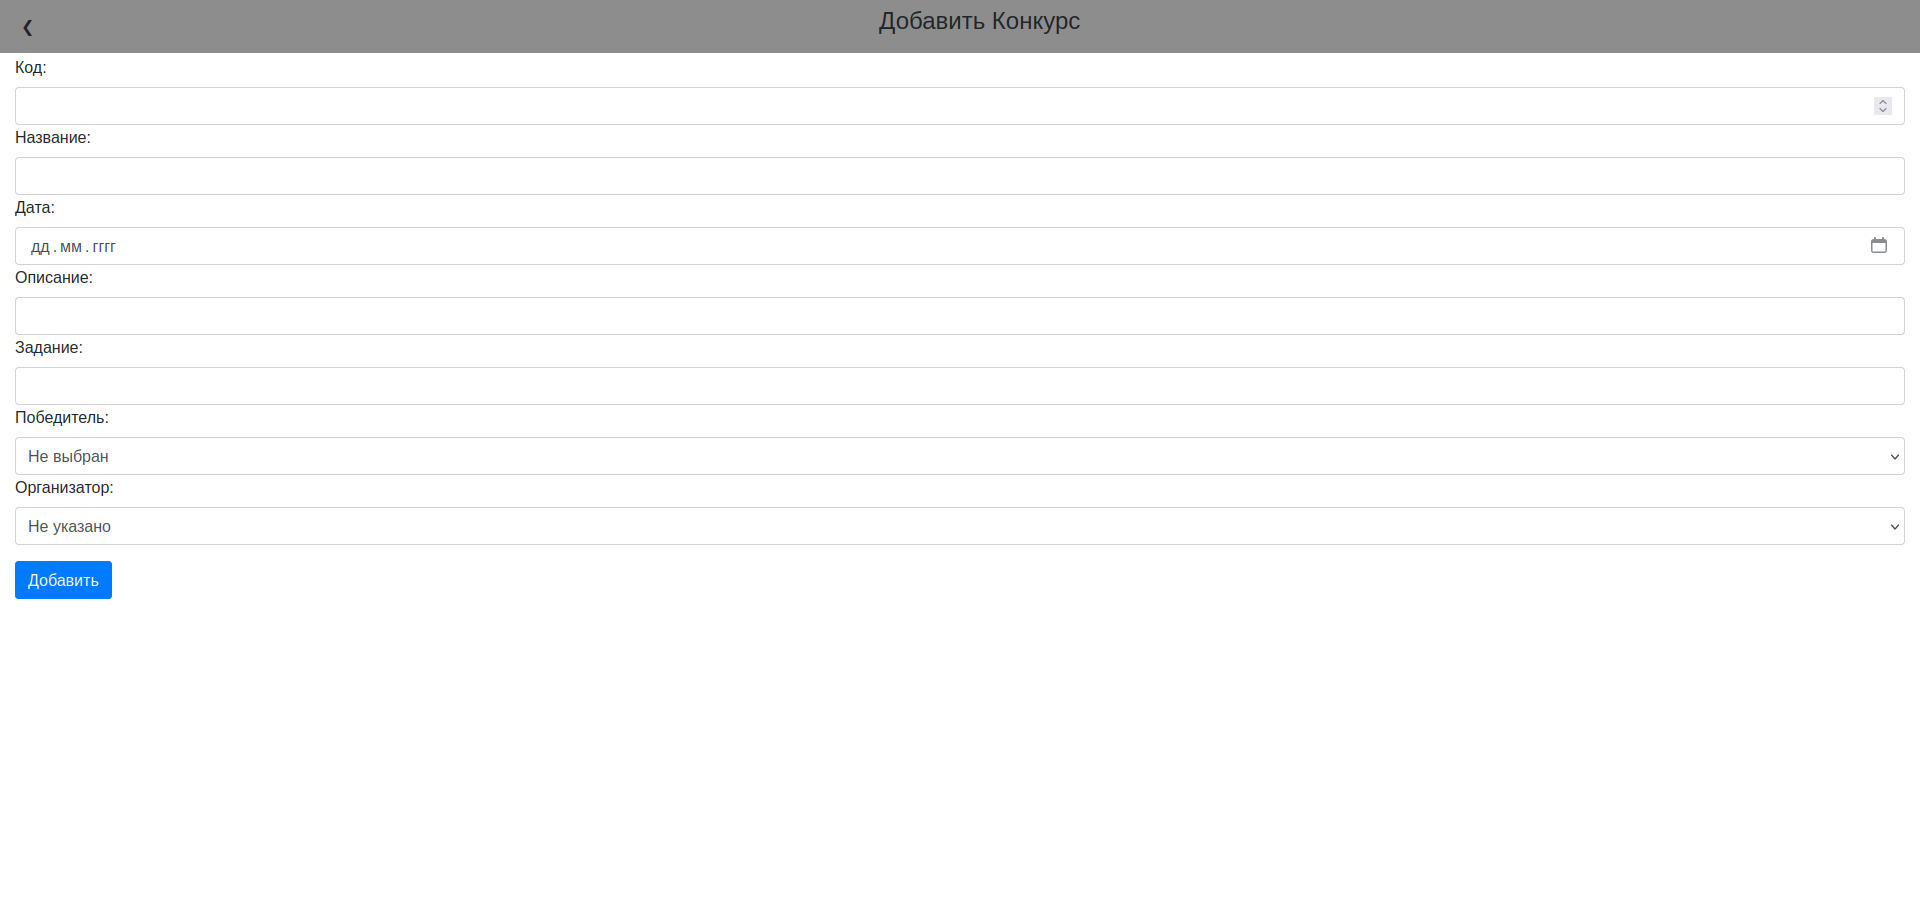 ❮
Добавить Конкурс
Код:
Название:
Дата:
дд.мм.гггг
Описание:
Задание:
Победитель:
Не выбран
Организатор:
Не указано
Добавить